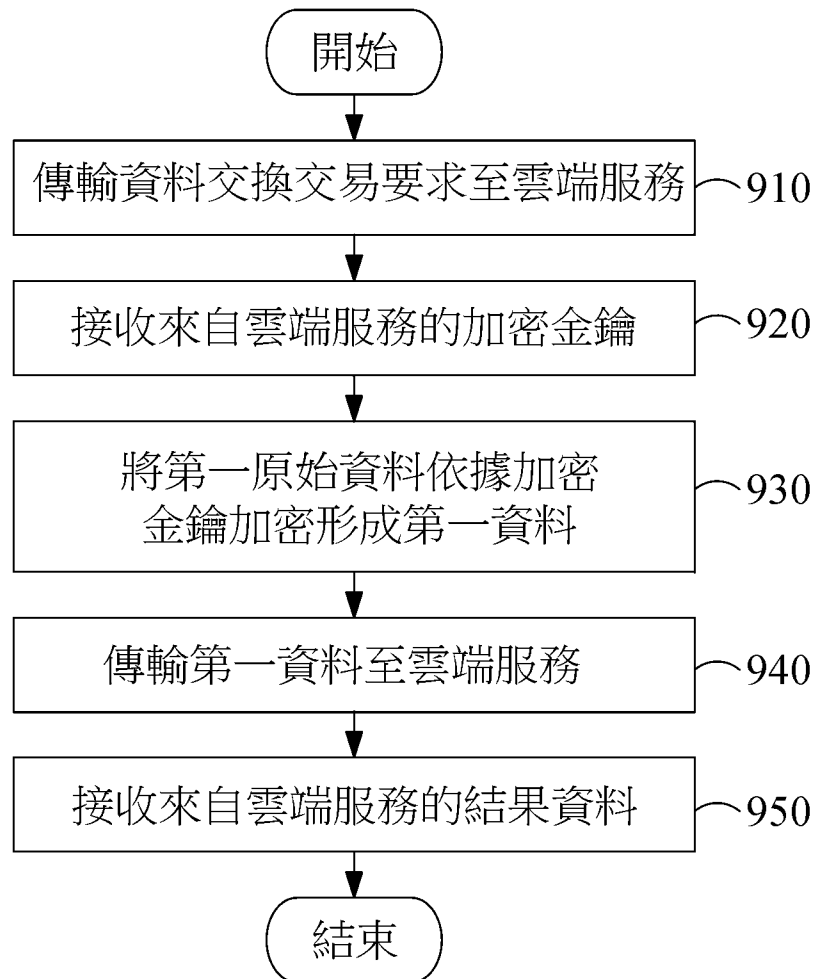 開始
傳輸資料交換交易要求至雲端服務
910
接收來自雲端服務的加密金鑰
920
將第一原始資料依據加密
金鑰加密形成第一資料
930
傳輸第一資料至雲端服務
940
接收來自雲端服務的結果資料
950
結束